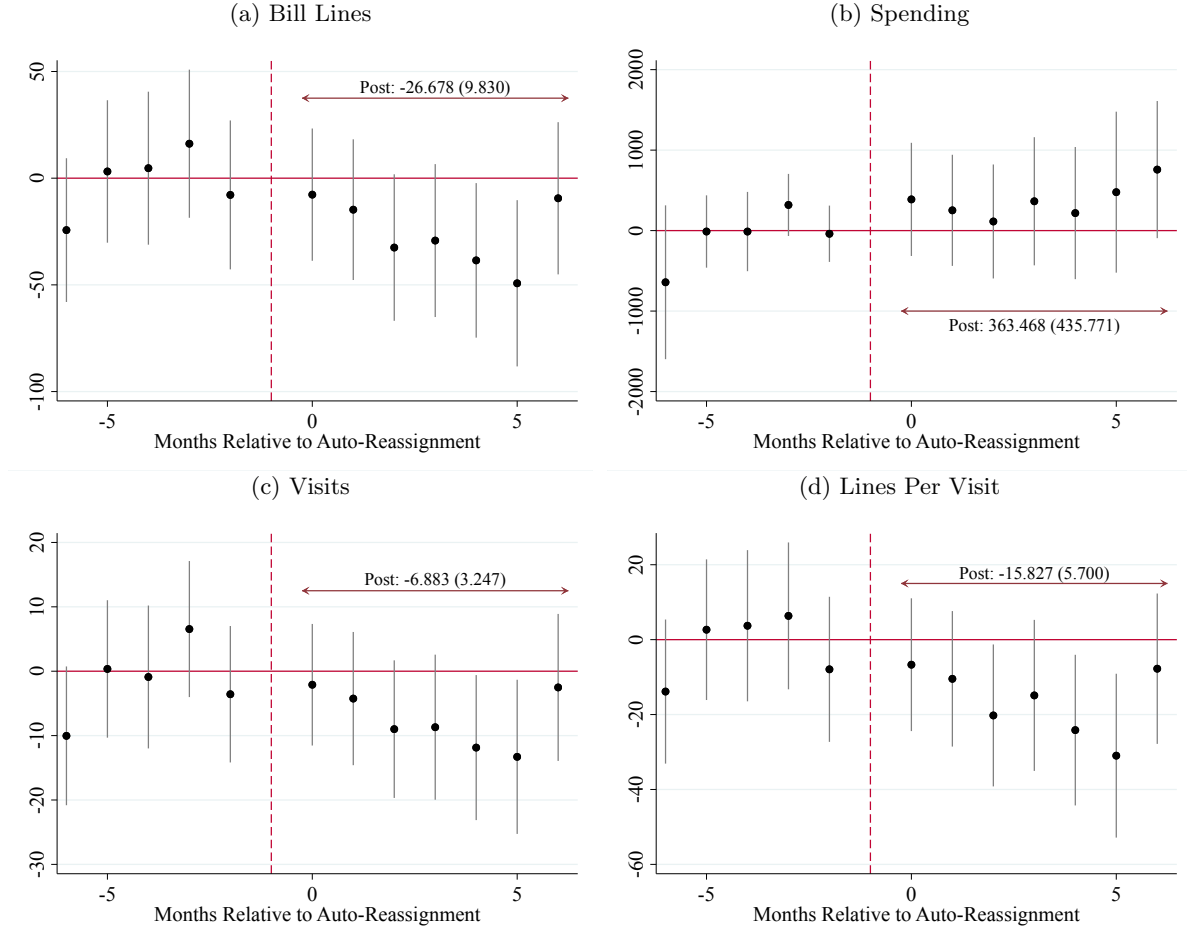 (a) Bill Lines
50
0
-50
-100
Post: -26.678 (9.830)
-5
0
5
Months Relative to Auto-Reassignment
(b) Spending
2000
1000
0
-1000
-2000
Post: 363.468 (435.771)
-5
0
5
Months Relative to Auto-Reassignment
(c) Visits
20
10
0
-10
-20
-30
Post: -6.883 (3.247)
-5
0
5
Months Relative to Auto-Reassignment
(d) Lines Per Visit
20
0
-20
-40
-60
Post: -15.827 (5.700)
-5
0
5
Months Relative to Auto-Reassignment